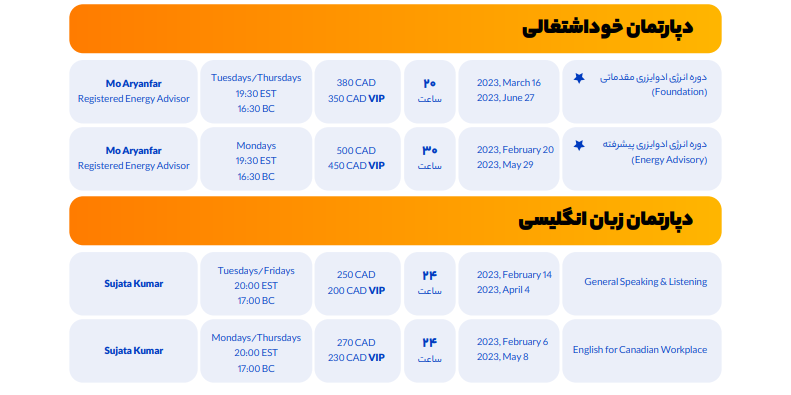 دپارتمان خوداشتغالی
دوره انرژی ادوایزری مقدماتی
(Foundation)
2023, March 16
2023, June 27
۲۰
ساعت
380 CAD
350 CAD VIP
Tuesdays/Thursdays
19:30 EST
16:30 BC
Mo Aryanfar
Registered Energy Advisor
دوره انرژی ادوایزری پیشرفته
(Energy Advisory)
2023, February 20
2023, May 29
۳۰
ساعت
500 CAD
450 CAD VIP
Mondays
19:30 EST
16:30 BC
Mo Aryanfar
Registered Energy Advisor
دپارتمان زبان انگلیسی
General Speaking & Listening
2023, February 14
2023, April 4
۲۴
ساعت
250 CAD
200 CAD VIP
Tuesdays/Fridays
20:00 EST
17:00 BC
Sujata Kumar
English for Canadian Workplace
2023, February 6
2023, May 8
۲۴
ساعت
270 CAD
230 CAD VIP
Mondays/Thursdays
20:00 EST
17:00 BC
Sujata Kumar